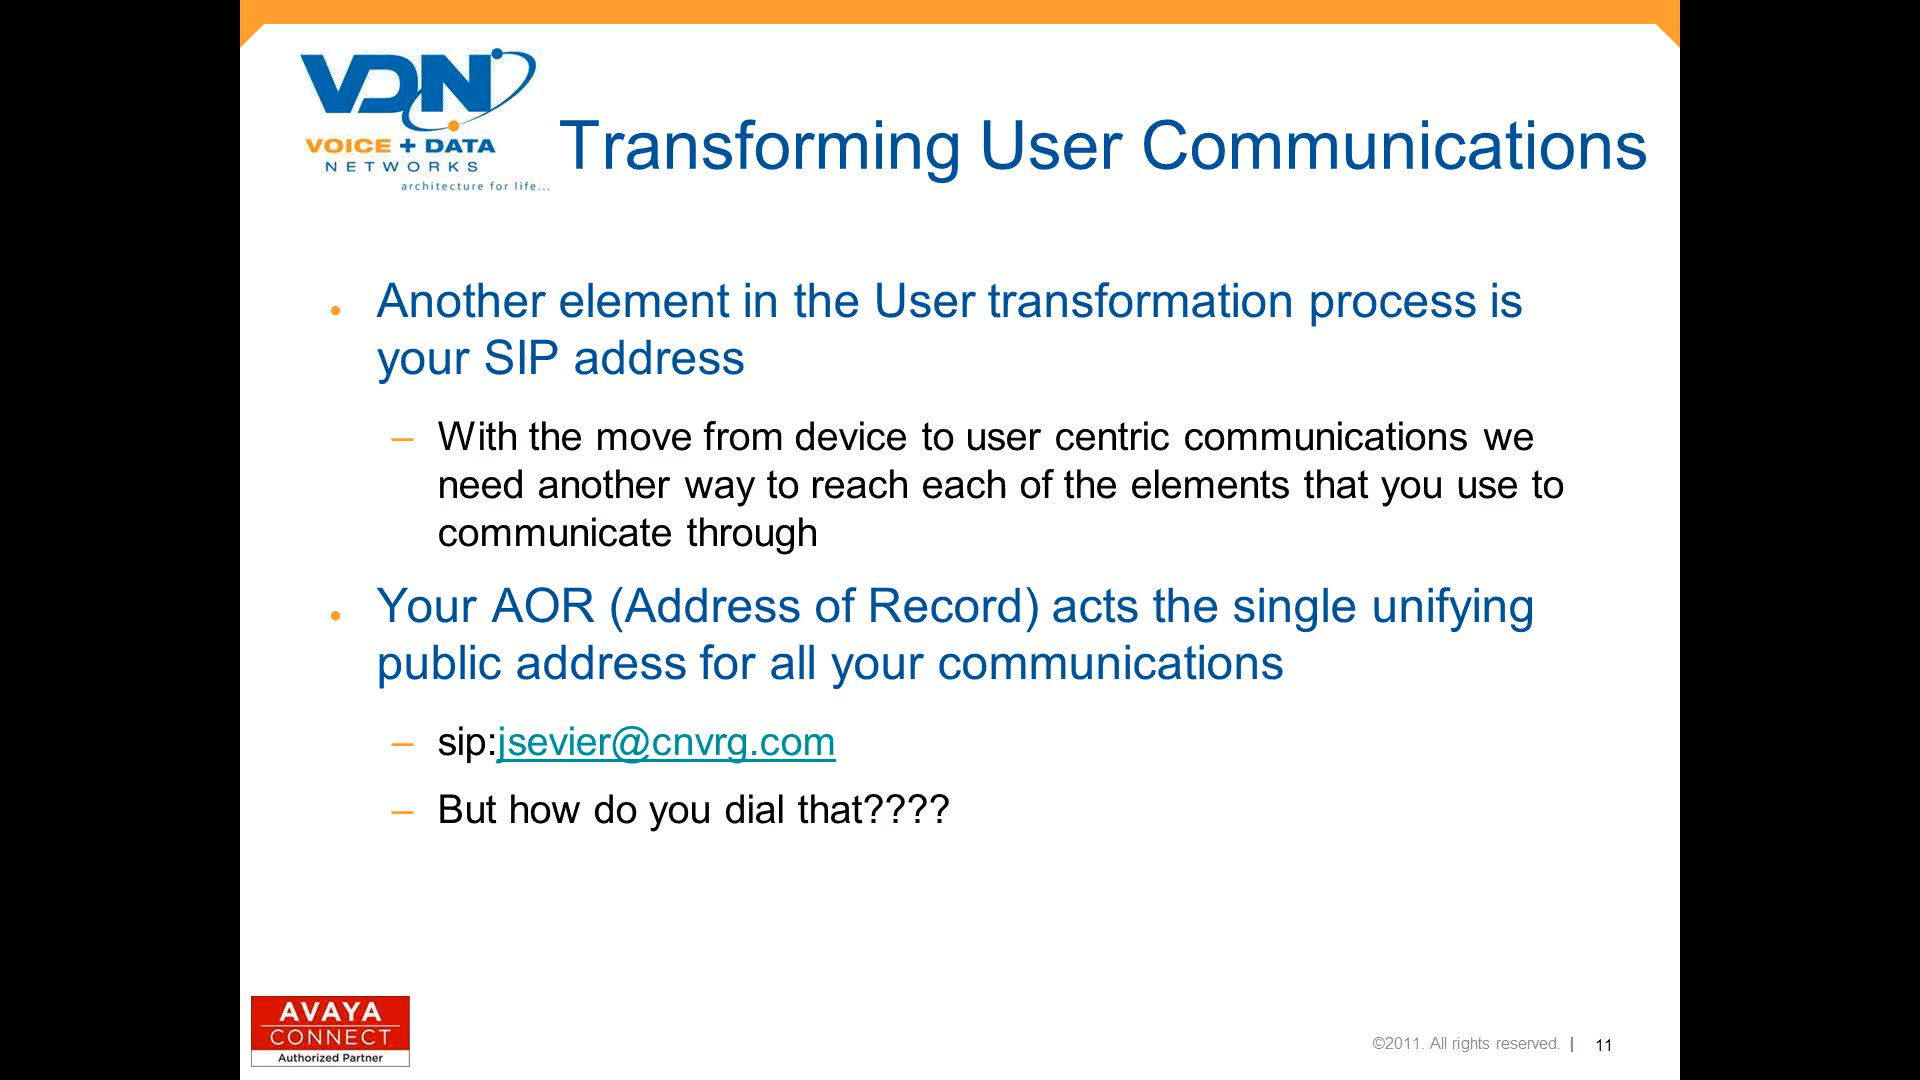 VDN
VOICE + DATA
NETWORKS
architecture for life...
Transforming User Communications
• Another element in the User transformation process is
your SIP address
– With the move from device to user centric communications we
need another way to reach each of the elements that you use to
communicate through
• Your AOR (Address of Record) acts the single unifying
public address for all your communications
– sip:jsevier@cnvrg.com
– But how do you dial that????
AVAYA
CONNECT
Authorized Partner
©2011. All rights reserved. | 11